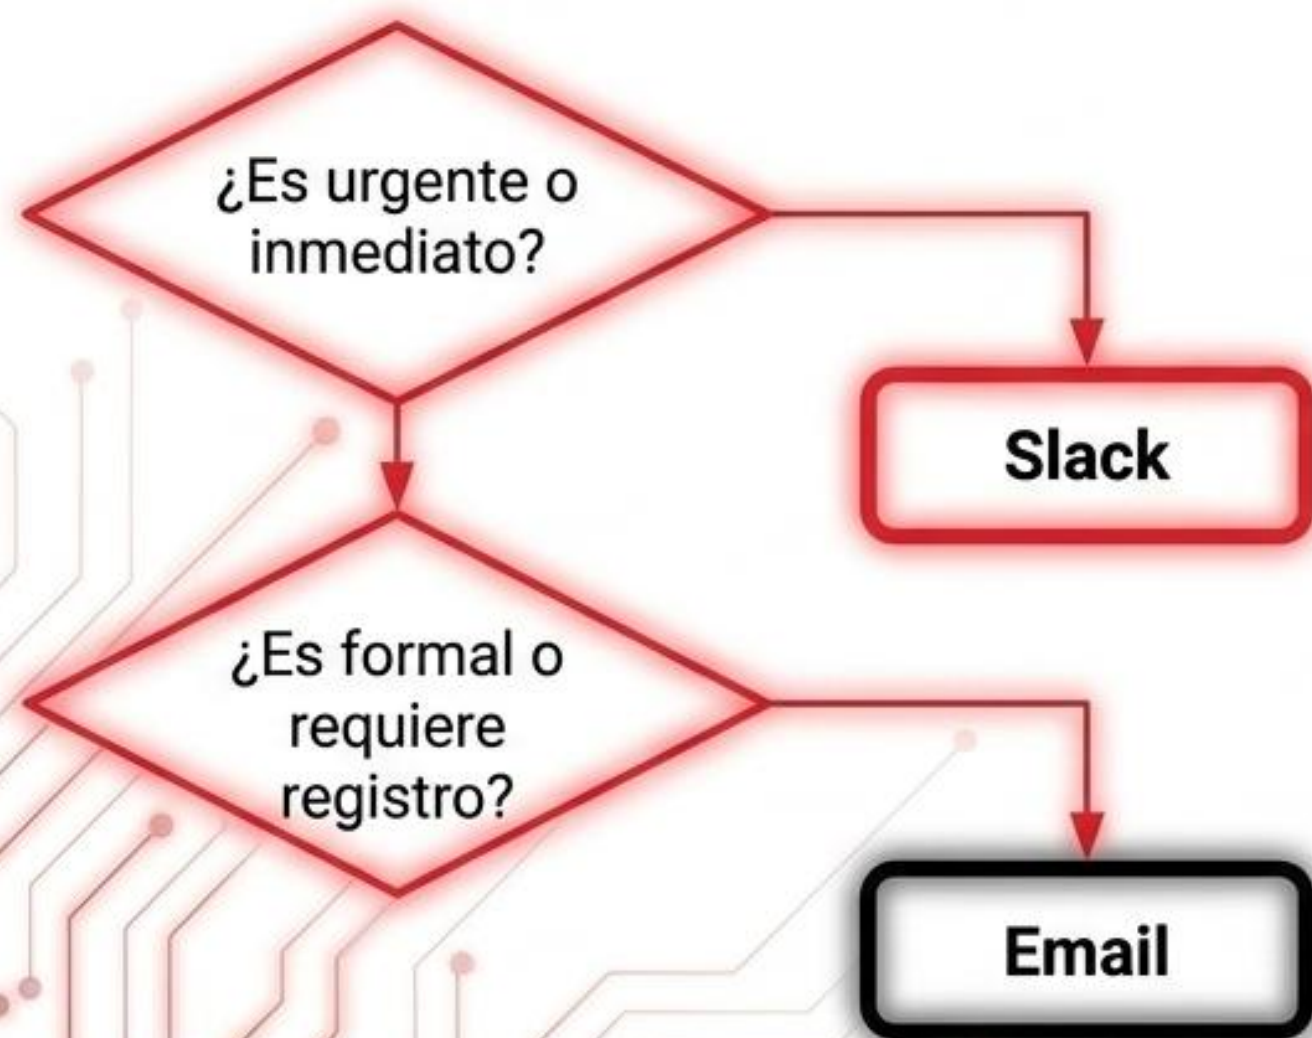 ¿Es urgente o
inmediato?
Slack
¿Es formal o
requiere
registro?
Email